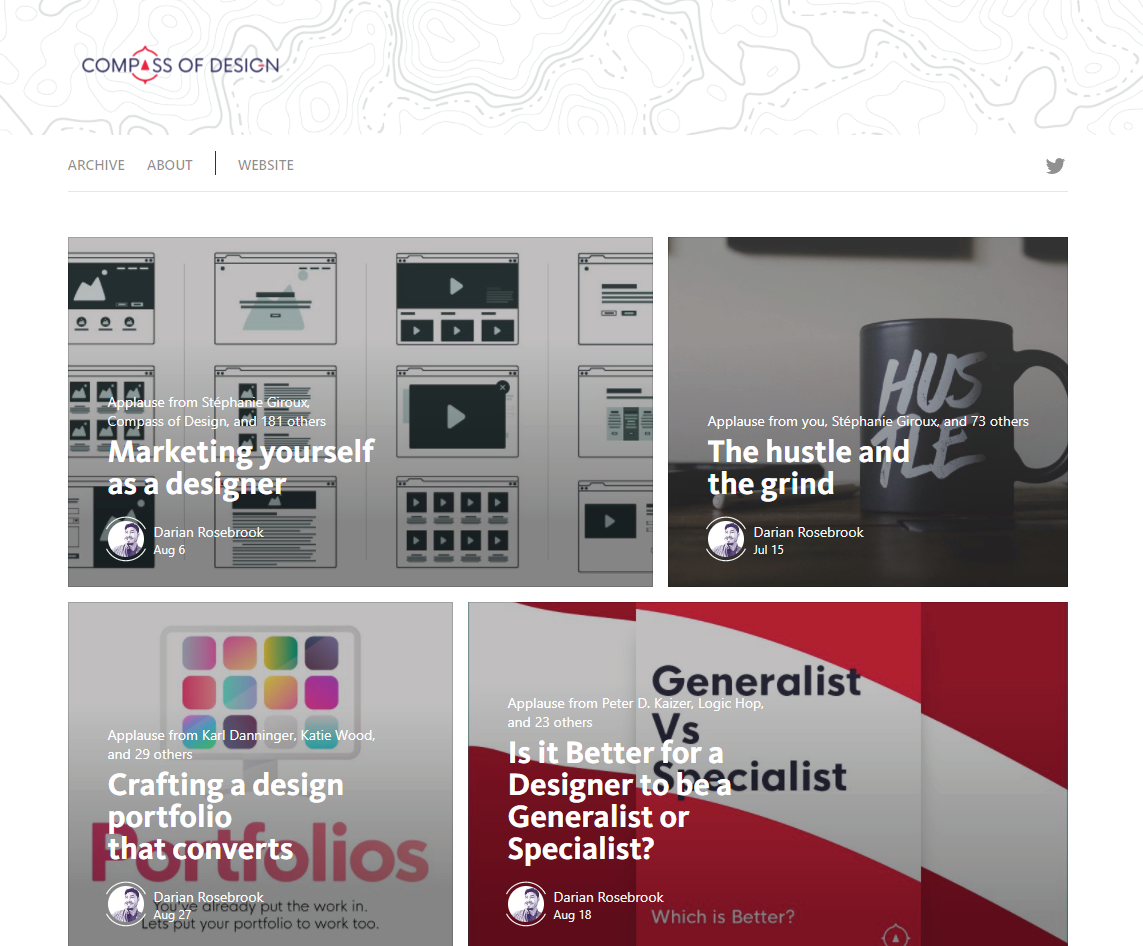 COMPASS OF DESIGN
ARCHIVE ABOUT WEBSITE
Applause from Stéphanie Giroux,
Compass of Design, and 181 others
Marketing yourself
as a designer
Darian Rosebrook
Aug 6
HUS
TLE
Applause from you, Stéphanie Giroux, and 73 others
The hustle and
the grind
Darian Rosebrook
Jul 15
Applause from Karl Danninger, Katie Wood,
and 29 others
Crafting a design
portfolio
that converts
Portfolios
Darian Rosebrook
Aug 27
You've already put the work in.
Lets put your portfolio to work too.
Generalist
Vs
Specialist
Applause from Peter D. Kaizer, Logic Hop,
and 23 others
Is it Better for a
Designer to be a
Generalist or
Specialist?
Darian Rosebrook
Aug 18
Which is Better?